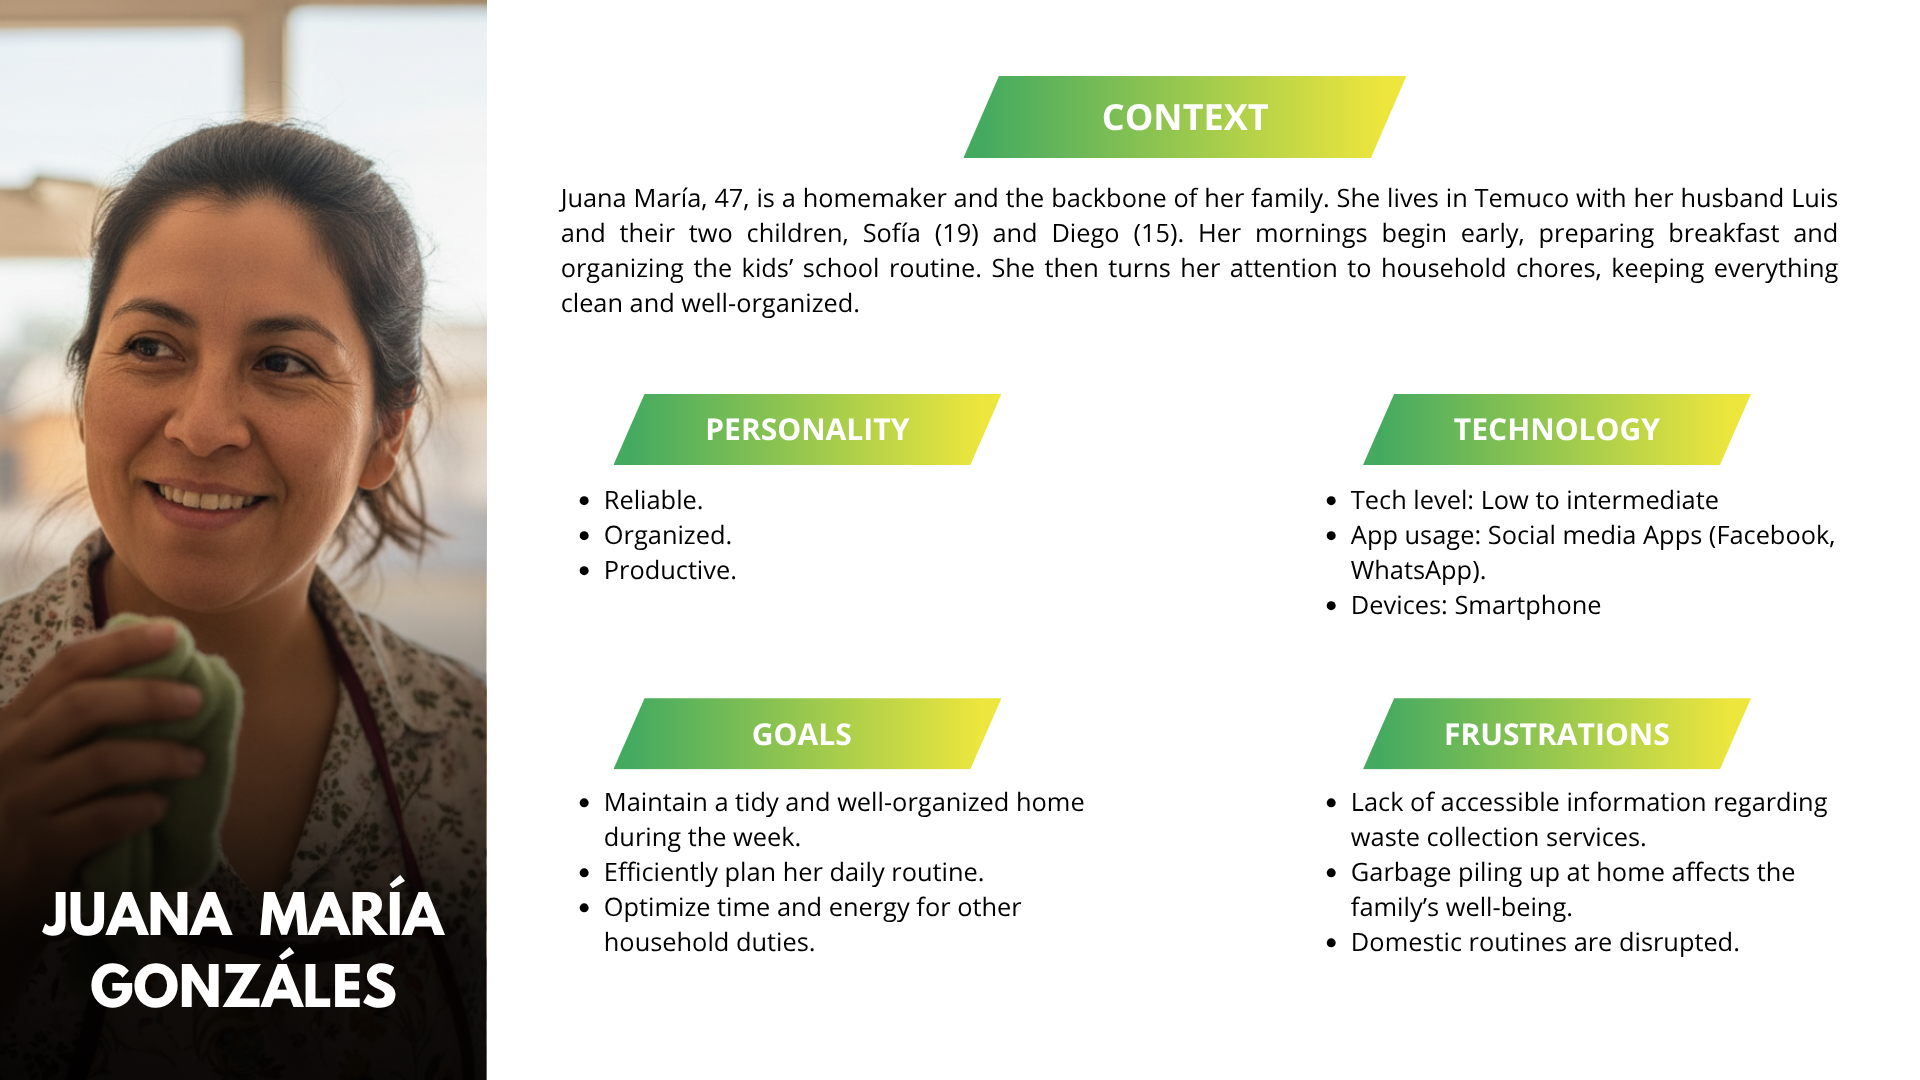 JUANA MARÍA
GONZÁLES
CONTEXT
Juana María, 47, is a homemaker and the backbone of her family. She lives in Temuco with her husband Luis
and their two children, Sofía (19) and Diego (15). Her mornings begin early, preparing breakfast and
organizing the kids’ school routine. She then turns her attention to household chores, keeping everything
clean and well-organized.
PERSONALITY
• Reliable.
• Organized.
• Productive.
TECHNOLOGY
• Tech level: Low to intermediate
• App usage: Social media Apps (Facebook,
WhatsApp).
• Devices: Smartphone
GOALS
• Maintain a tidy and well-organized home
during the week.
• Efficiently plan her daily routine.
• Optimize time and energy for other
household duties.
FRUSTRATIONS
• Lack of accessible information regarding
waste collection services.
• Garbage piling up at home affects the
family’s well-being.
• Domestic routines are disrupted.